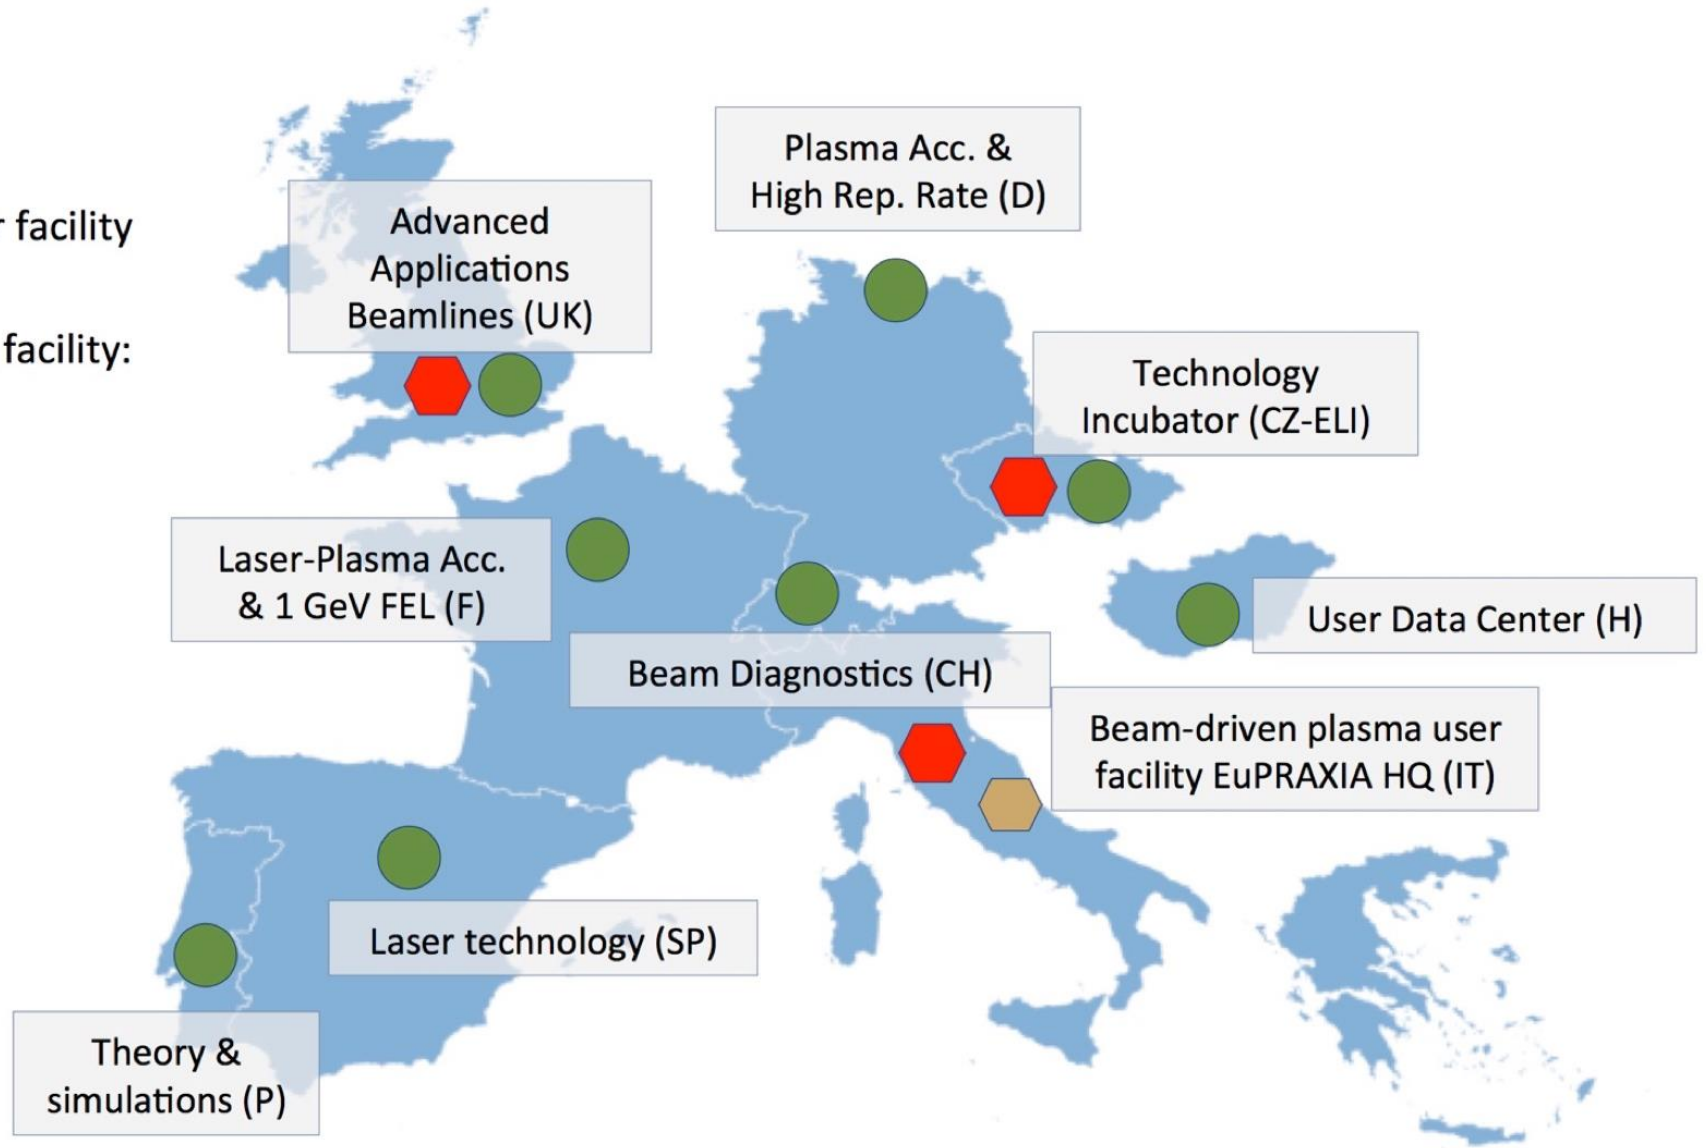 facility
facility:
Advanced
Applications
Beamlines (UK)
Plasma Acc. &
High Rep. Rate (D)
Technology
Incubator (CZ-ELI)
Laser-Plasma Acc.
& 1 GeV FEL (F)
User Data Center (H)
Beam Diagnostics (CH)
Beam-driven plasma user
facility EuPRAXIA HQ (IT)
Laser technology (SP)
Theory &
simulations (P)